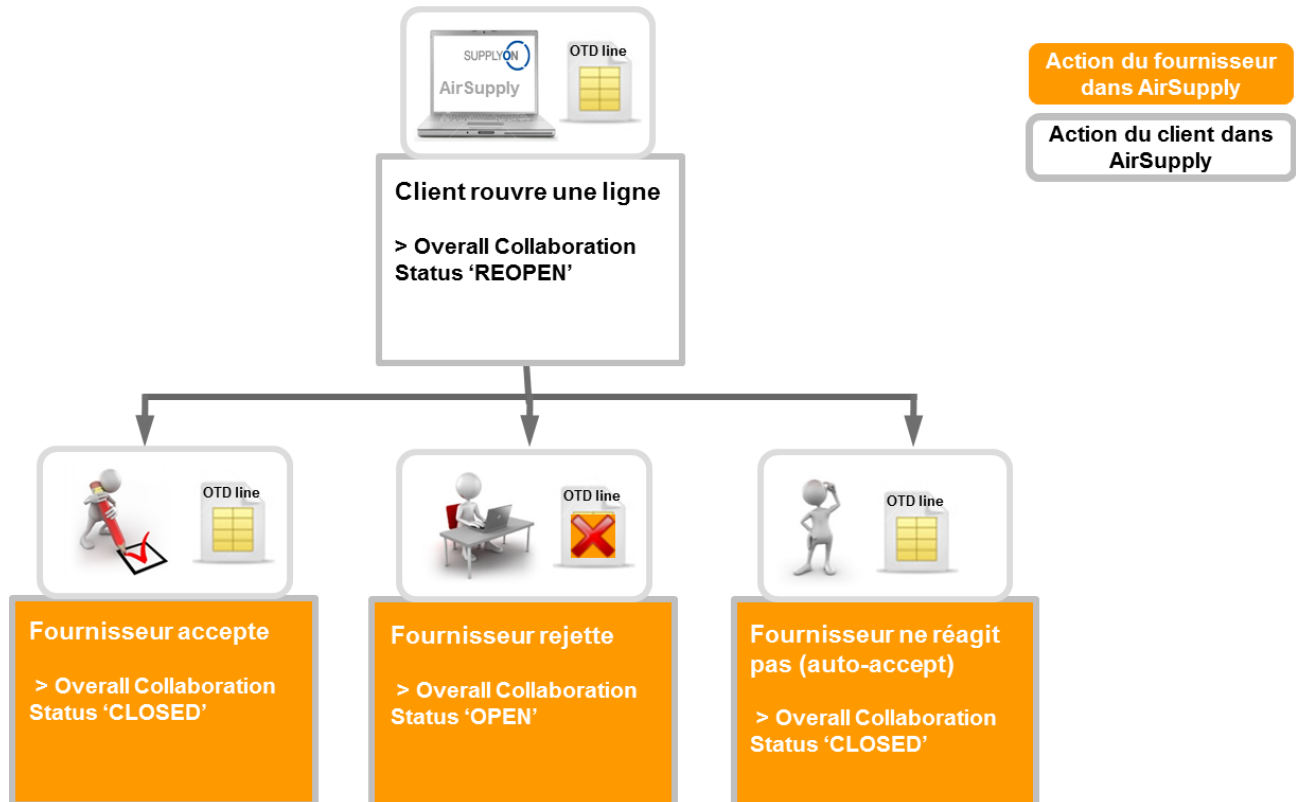 SUPPLYON
AirSupply
OTD line
Action du fournisseur
dans AirSupply
Action du client dans
AirSupply
Client rouvre une ligne
> Overall Collaboration
Status ‘REOPEN’
OTD line
OTD line
OTD line
Fournisseur accepte
> Overall Collaboration
Status ‘CLOSED’
Fournisseur rejette
> Overall Collaboration
Status ‘OPEN’
Fournisseur ne réagit
pas (auto-accept)
> Overall Collaboration
Status ‘CLOSED’